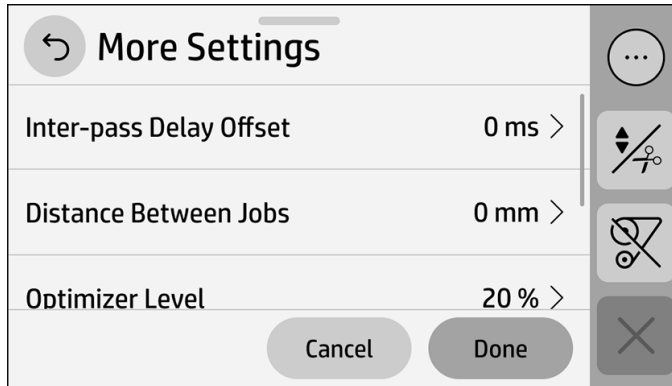 More Settings
Inter-pass Delay Offset 0 ms
Distance Between Jobs 0 mm
Optimizer Level 20 %
Cancel Done